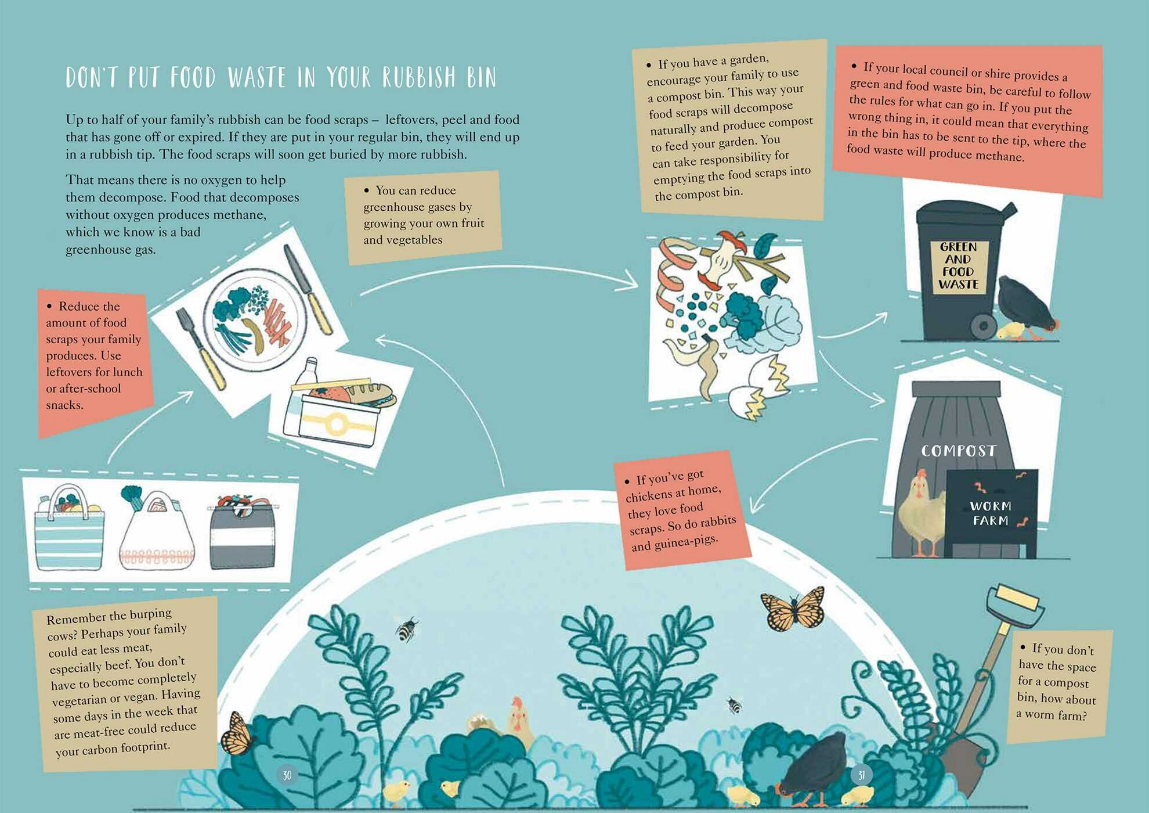 DON'T PUT FOOD WASTE IN YOUR RUBBISH BIN
Up to half of your family's rubbish can be food scraps – leftovers, peel and food
that has gone off or expired. If they are put in your regular bin, they will end up
in a rubbish tip. The food scraps will soon get buried by more rubbish.
That means there is no oxygen to help
them decompose. Food that decomposes
without oxygen produces methane,
which we know is a bad
greenhouse gas.
• You can reduce
greenhouse gases by
growing your own fruit
and vegetables
• Reduce the
amount of food
scraps your family
produces. Use
leftovers for lunch
or after-school
snacks.
Remember the burping
cows? Perhaps your family
could eat less meat,
especially beef. You don't
have to become completely
vegetarian or vegan. Having
some days in the week that
are meat-free could reduce
your carbon footprint.
30
• If you have a garden,
encourage your family to use
a compost bin. This way your
food scraps will decompose
naturally and produce compost
to feed your garden. You
can take responsibility for
emptying the food scraps into
the compost bin.
• If your local council or shire provides a
green and food waste bin, be careful to follow
the rules for what can go in. If you put the
wrong thing in, it could mean that everything
in the bin has to be sent to the tip, where the
food waste will produce methane.
GREEN
AND
FOOD
WASTE
COMPOST
WORM
FARM
• If you've got
chickens at home,
they love food
scraps. So do rabbits
and guinea-pigs.
• If you don't
have the space
for a compost
bin, how about
a worm farm?
31